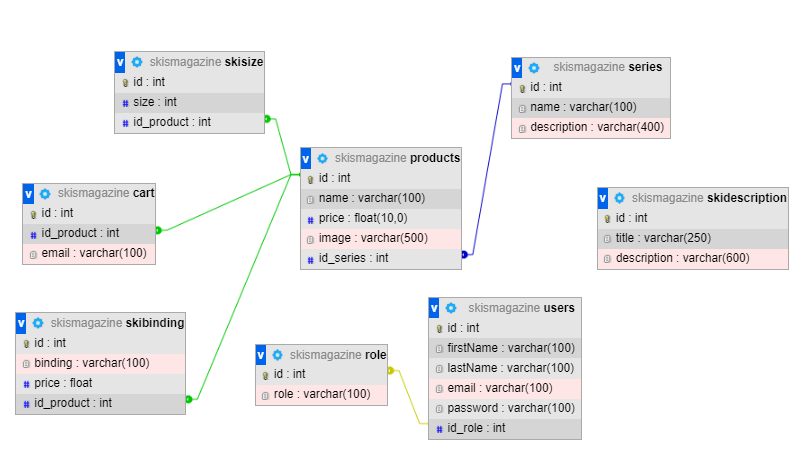 v skismagazine skisize
id : int
# size : int
# id_product : int
v skismagazine series
id : int
name : varchar(100)
description : varchar(400)
v skismagazine products
id : int
name : varchar(100)
# price : float(10,0)
image : varchar(500)
# id_series : int
v skismagazine cart
id : int
# id_product : int
email : varchar(100)
v skismagazine skidescription
id : int
title : varchar(250)
description : varchar(600)
v skismagazine skibinding
id : int
binding : varchar(100)
# price : float
# id_product : int
v skismagazine role
id : int
role : varchar(100)
v skismagazine users
id : int
firstName : varchar(100)
lastName : varchar(100)
email : varchar(100)
password : varchar(100)
# id_role : int